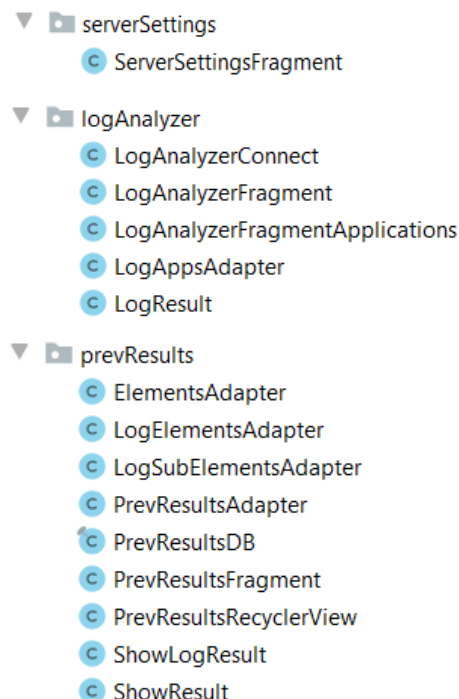 serverSettings
C ServerSettingsFragment
logAnalyzer
C LogAnalyzerConnect
C LogAnalyzerFragment
C LogAnalyzerFragmentApplications
C LogAppsAdapter
C LogResult
prevResults
C ElementsAdapter
C LogElementsAdapter
C LogSubElementsAdapter
C PrevResultsAdapter
C PrevResultsDB
C PrevResultsFragment
C PrevResultsRecyclerView
C ShowLogResult
C ShowResult